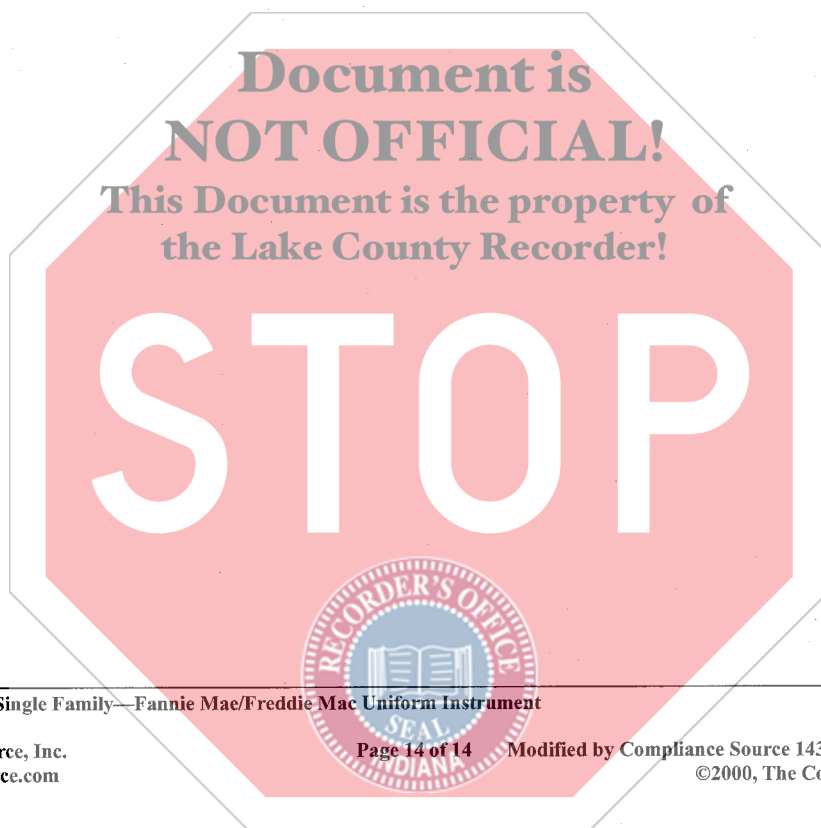 Document is
NOT OFFICIAL!
This Document is the property of
the Lake County Recorder!
STOP
RECORDER'S OFFICE
SEAL
INDIANA
Single Family—Fannie Mae/Freddie Mac Uniform Instrument
rce, Inc. Page 14 of 14 Modified by Compliance Source 143
ce.com ©2000, The Co